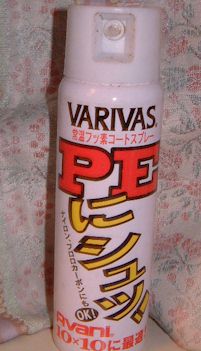 VARIVAS®
常温フッ素コートスプレー
PE
にシュッ!
ナイロン、フロロカーボンにもOK!
Avani
10×10に最適!